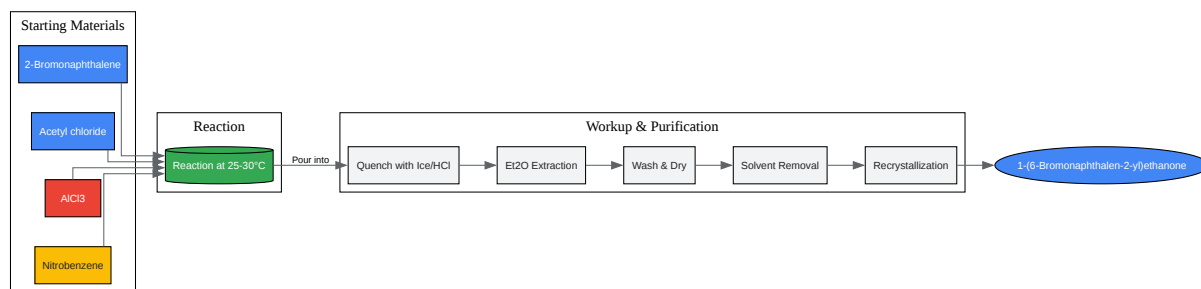 Starting Materials
2-Bromonaphthalene
Acetyl chloride
AlCl3
Nitrobenzene
Reaction
Reaction at 25-30°C
Pour into
Workup & Purification
Quench with Ice/HCl
Et2O Extraction
Wash & Dry
Solvent Removal
Recrystallization
1-(6-Bromonaphthalen-2-yl)ethanone